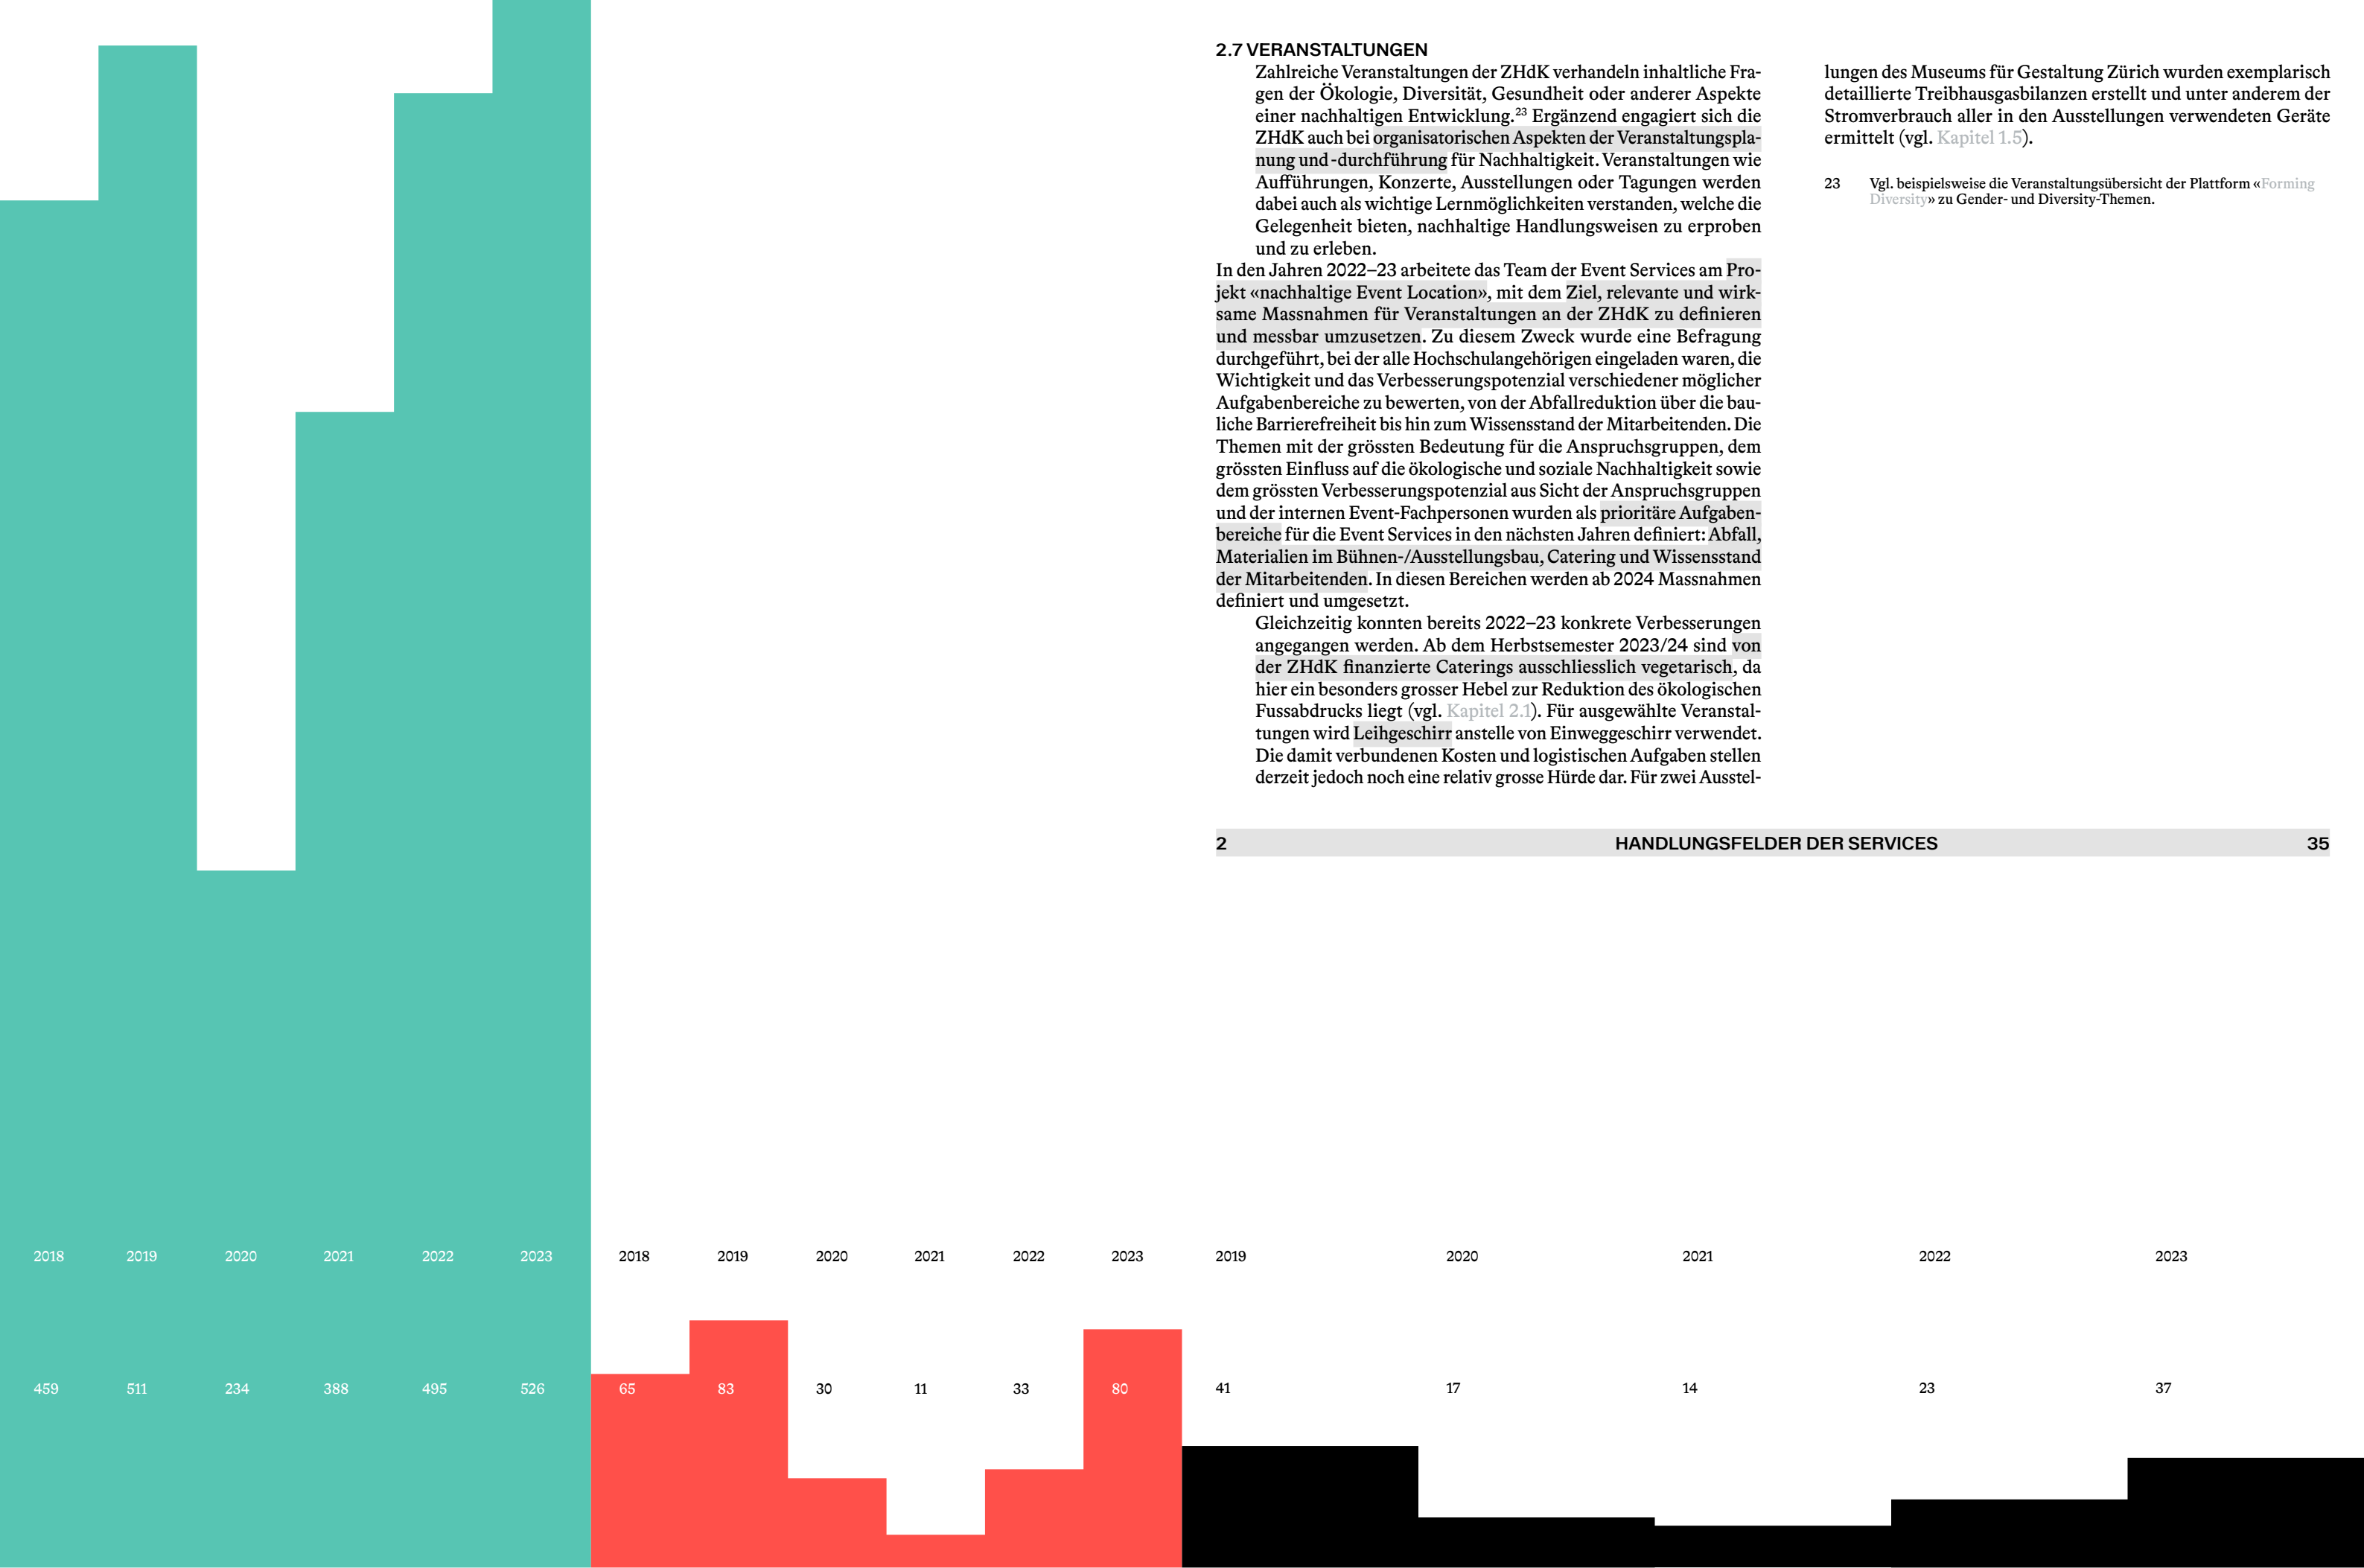 2.7 VERANSTALTUNGEN
Zahlreiche Veranstaltungen der ZHdK verhandeln inhaltliche Fra-
gen der Ökologie, Diversität, Gesundheit oder anderer Aspekte
einer nachhaltigen Entwicklung.²³ Ergänzend engagiert sich die
ZHdK auch bei organisatorischen Aspekten der Veranstaltungspla-
nung und -durchführung für Nachhaltigkeit. Veranstaltungen wie
Aufführungen, Konzerte, Ausstellungen oder Tagungen werden
dabei auch als wichtige Lernmöglichkeiten verstanden, welche die
Gelegenheit bieten, nachhaltige Handlungsweisen zu erproben
und zu erleben.
In den Jahren 2022–23 arbeitete das Team der Event Services am Pro-
jekt «nachhaltige Event Location», mit dem Ziel, relevante und wirk-
same Massnahmen für Veranstaltungen an der ZHdK zu definieren
und messbar umzusetzen. Zu diesem Zweck wurde eine Befragung
durchgeführt, bei der alle Hochschulangehörigen eingeladen waren, die
Wichtigkeit und das Verbesserungspotenzial verschiedener möglicher
Aufgabenbereiche zu bewerten, von der Abfallreduktion über die bau-
liche Barrierefreiheit bis hin zum Wissensstand der Mitarbeitenden. Die
Themen mit der grössten Bedeutung für die Anspruchsgruppen, dem
grössten Einfluss auf die ökologische und soziale Nachhaltigkeit sowie
dem grössten Verbesserungspotenzial aus Sicht der Anspruchsgruppen
und der internen Event-Fachpersonen wurden als prioritäre Aufgaben-
bereiche für die Event Services in den nächsten Jahren definiert: Abfall,
Materialien im Bühnen-/Ausstellungsbau, Catering und Wissensstand
der Mitarbeitenden. In diesen Bereichen werden ab 2024 Massnahmen
definiert und umgesetzt.
Gleichzeitig konnten bereits 2022–23 konkrete Verbesserungen
angegangen werden. Ab dem Herbstsemester 2023/24 sind von
der ZHdK finanzierte Caterings ausschliesslich vegetarisch, da
hier ein besonders grosser Hebel zur Reduktion des ökologischen
Fussabdrucks liegt (vgl. Kapitel 2.1). Für ausgewählte Veranstal-
tungen wird Leihgeschirr anstelle von Einweggeschirr verwendet.
Die damit verbundenen Kosten und logistischen Aufgaben stellen
derzeit jedoch noch eine relativ grosse Hürde dar. Für zwei Ausstel-
lungen des Museums für Gestaltung Zürich wurden exemplarisch
detaillierte Treibhausgasbilanzen erstellt und unter anderem der
Stromverbrauch aller in den Ausstellungen verwendeten Geräte
ermittelt (vgl. Kapitel 1.5).
23 Vgl. beispielsweise die Veranstaltungsübersicht der Plattform «Forming
Diversity» zu Gender- und Diversity-Themen.
2 HANDLUNGSFELDER DER SERVICES 35
2018 2019 2020 2021 2022 2023 2018 2019 2020 2021 2022 2023 2019 2020 2021 2022 2023
459 511 234 388 495 526 65 83 30 11 33 80 41 17 14 23 37